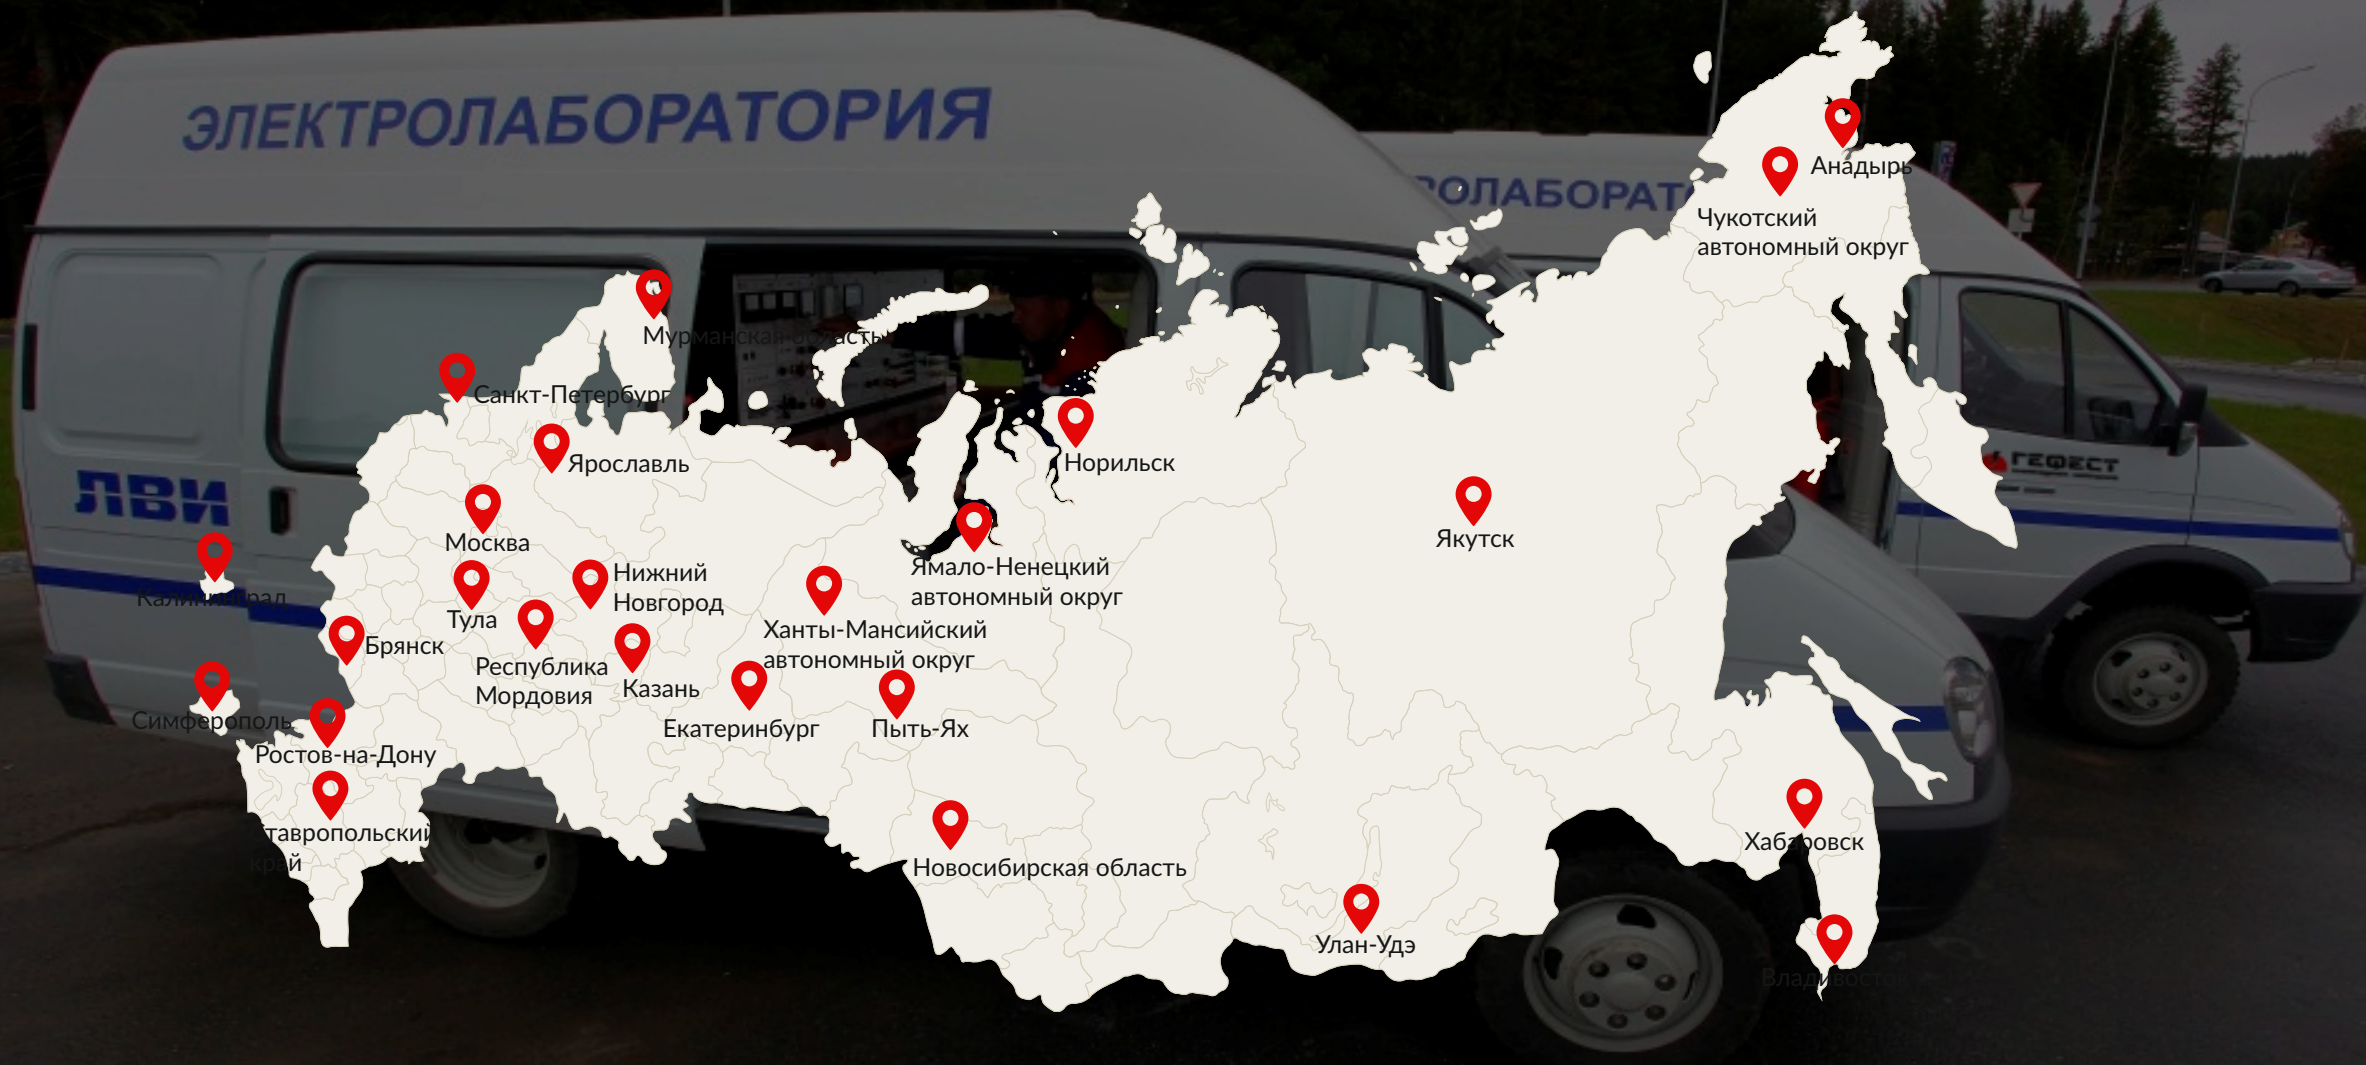 ЭЛЕКТРОЛАБОРАТОРИЯ
РОЛАБОРАТО
Анадырь
Чукотский
автономный округ
Мурманская область
Санкт-Петербург
Ярославль
Норильск
ГЕФЕСТ
ЛВИ
Москва
Якутск
Калининград
Нижний
Новгород
Ямало-Ненецкий
автономный округ
Тула
Брянск
Ханты-Мансийский
автономный округ
Республика
Мордовия
Казань
Симферополь
Екатеринбург
Пыть-Ях
Ростов-на-Дону
Ставропольский
край
Хабаровск
Новосибирская область
Улан-Удэ
Владивосток